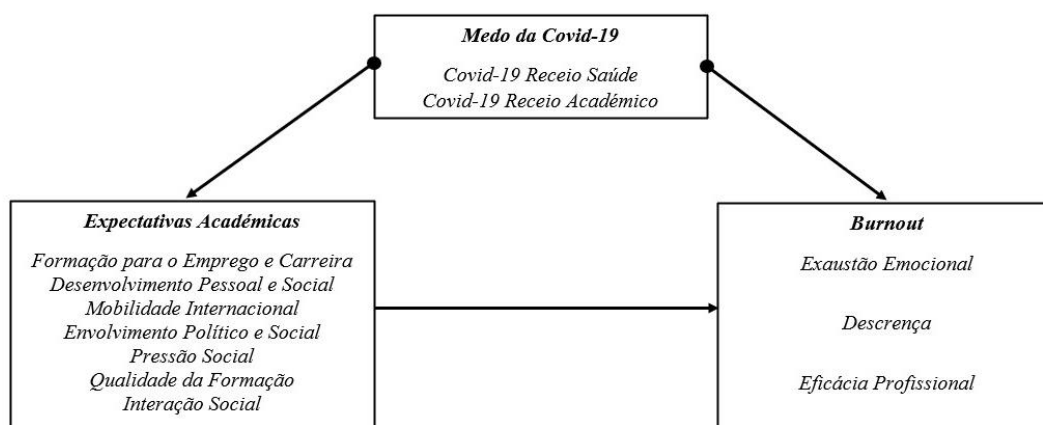 Medo da Covid-19
Covid-19 Receio Saúde
Covid-19 Receio Académico
Expectativas Académicas
Formação para o Emprego e Carreira
Desenvolvimento Pessoal e Social
Mobilidade Internacional
Envolvimento Político e Social
Pressão Social
Qualidade da Formação
Interação Social
Burnout
Exaustão Emocional
Descrença
Eficácia Profissional